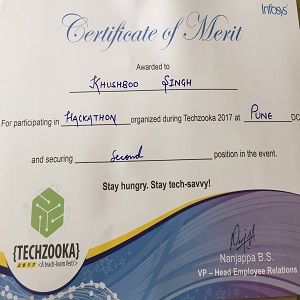 Infosys
Certificate of Merit
Awarded to
KHUSHBOO SINGH
For participating in HACKATHON organized during Techzooka 2017 at PUNE DC
and securing Second position in the event.
Stay hungry. Stay tech-savvy!
{TECHZOOKA}
2017 <A teach-learn fest/>
Nanjappa B.S.
VP – Head Employee Relations